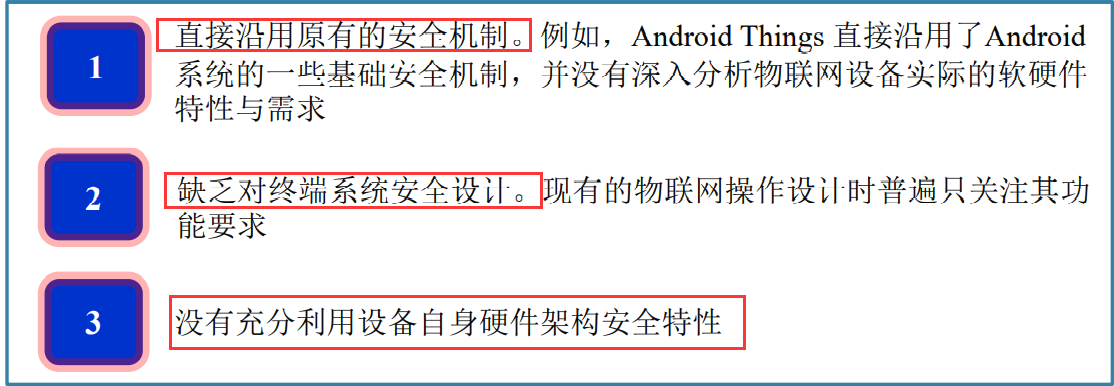 1
直接沿用原有的安全机制。例如，Android Things 直接沿用了Android
系统的一些基础安全机制，并没有深入分析物联网设备实际的软硬件
特性与需求
2
缺乏对终端系统安全设计。现有的物联网操作设计时普遍只关注其功
能要求
3
没有充分利用设备自身硬件架构安全特性